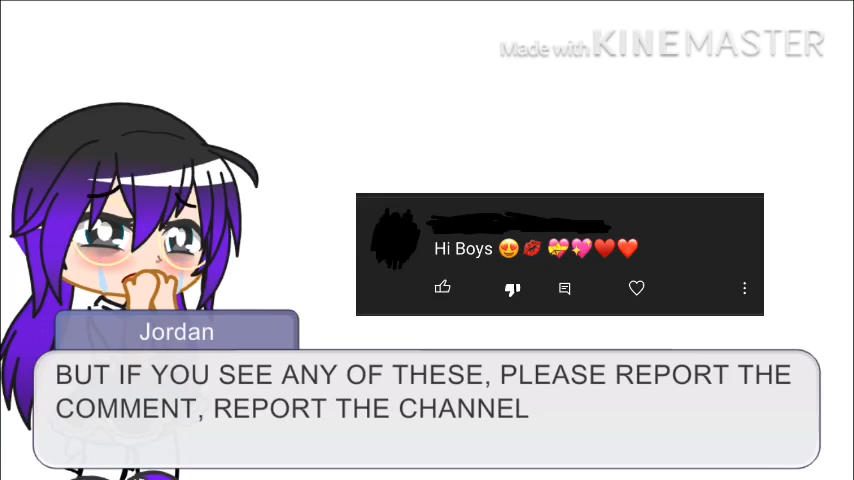 Made with KINEMASTER
Hi Boys 😍💋 💝💖♥️❤️
Jordan
BUT IF YOU SEE ANY OF THESE, PLEASE REPORT THE
COMMENT, REPORT THE CHANNEL